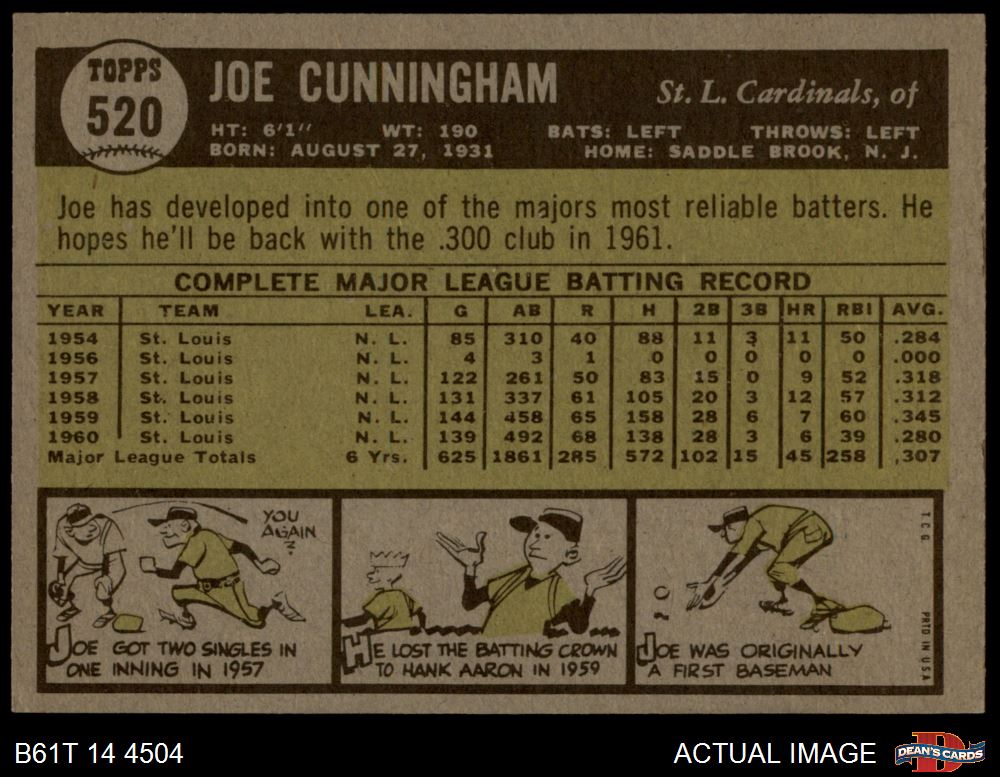 TOPPS
520
JOE CUNNINGHAM
St. L. Cardinals, of
HT: 6'1" WT: 190 BATS: LEFT THROWS: LEFT
BORN: AUGUST 27, 1931 HOME: SADDLE BROOK, N. J.
Joe has developed into one of the majors most reliable batters. He
hopes he'll be back with the .300 club in 1961.
COMPLETE MAJOR LEAGUE BATTING RECORD
YEAR TEAM LEA. G AB R H 2B 3B HR RBI AVG.
1954 St. Louis N. L. 85 310 40 88 11 3 11 50 .284
1956 St. Louis N. L. 4 3 1 0 0 0 0 0 .000
1957 St. Louis N. L. 122 261 50 83 15 0 9 52 .318
1958 St. Louis N. L. 131 337 61 105 20 3 12 57 .312
1959 St. Louis N. L. 144 458 65 158 28 6 7 60 .345
1960 St. Louis N. L. 139 492 68 138 28 3 6 39 .280
Major League Totals 6 Yrs. 625 1861 285 572 102 15 45 258 .307
YOU
AGAIN
?
JOE GOT TWO SINGLES IN
ONE INNING IN 1957
HE LOST THE BATTING CROWN
TO HANK AARON IN 1959
JOE WAS ORIGINALLY
A FIRST BASEMAN
T. C. G.
PRTD IN U.S.A.
B61T 14 4504
ACTUAL IMAGE
D
DEAN'S CARDS